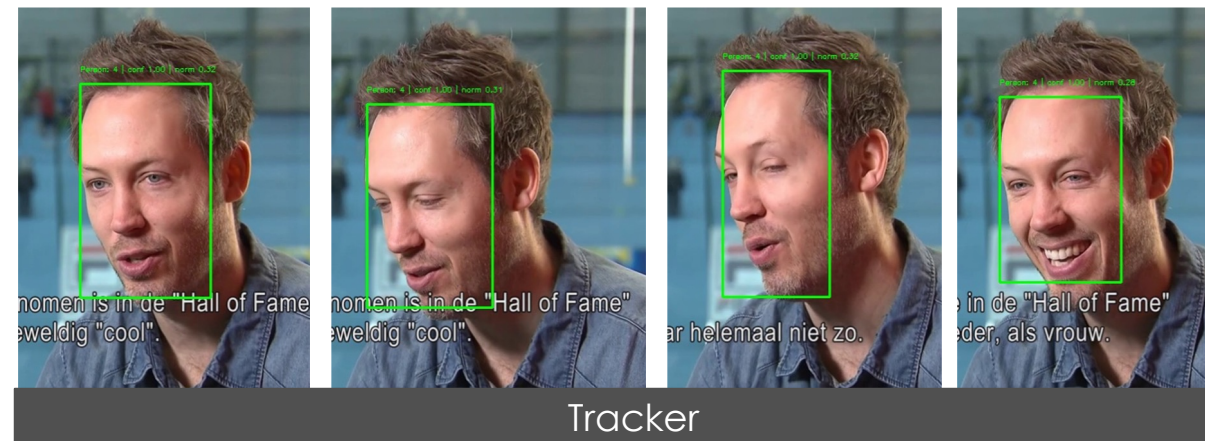 Person: 4 | conf 1.00 | norm 0.32
Person: 4 | conf 1.00 | norm 0.31
Person: 4 | conf 1.00 | norm 0.32
Person: 4 | conf 1.00 | norm 0.28
nomen is in de "Hall of Fame
eweldig "cool".
nomen is in de "Hall of Fame"
eweldig "cool".
ar helemaal niet zo.
e in de "Hall of Fame"
eder, als vrouw.
Tracker